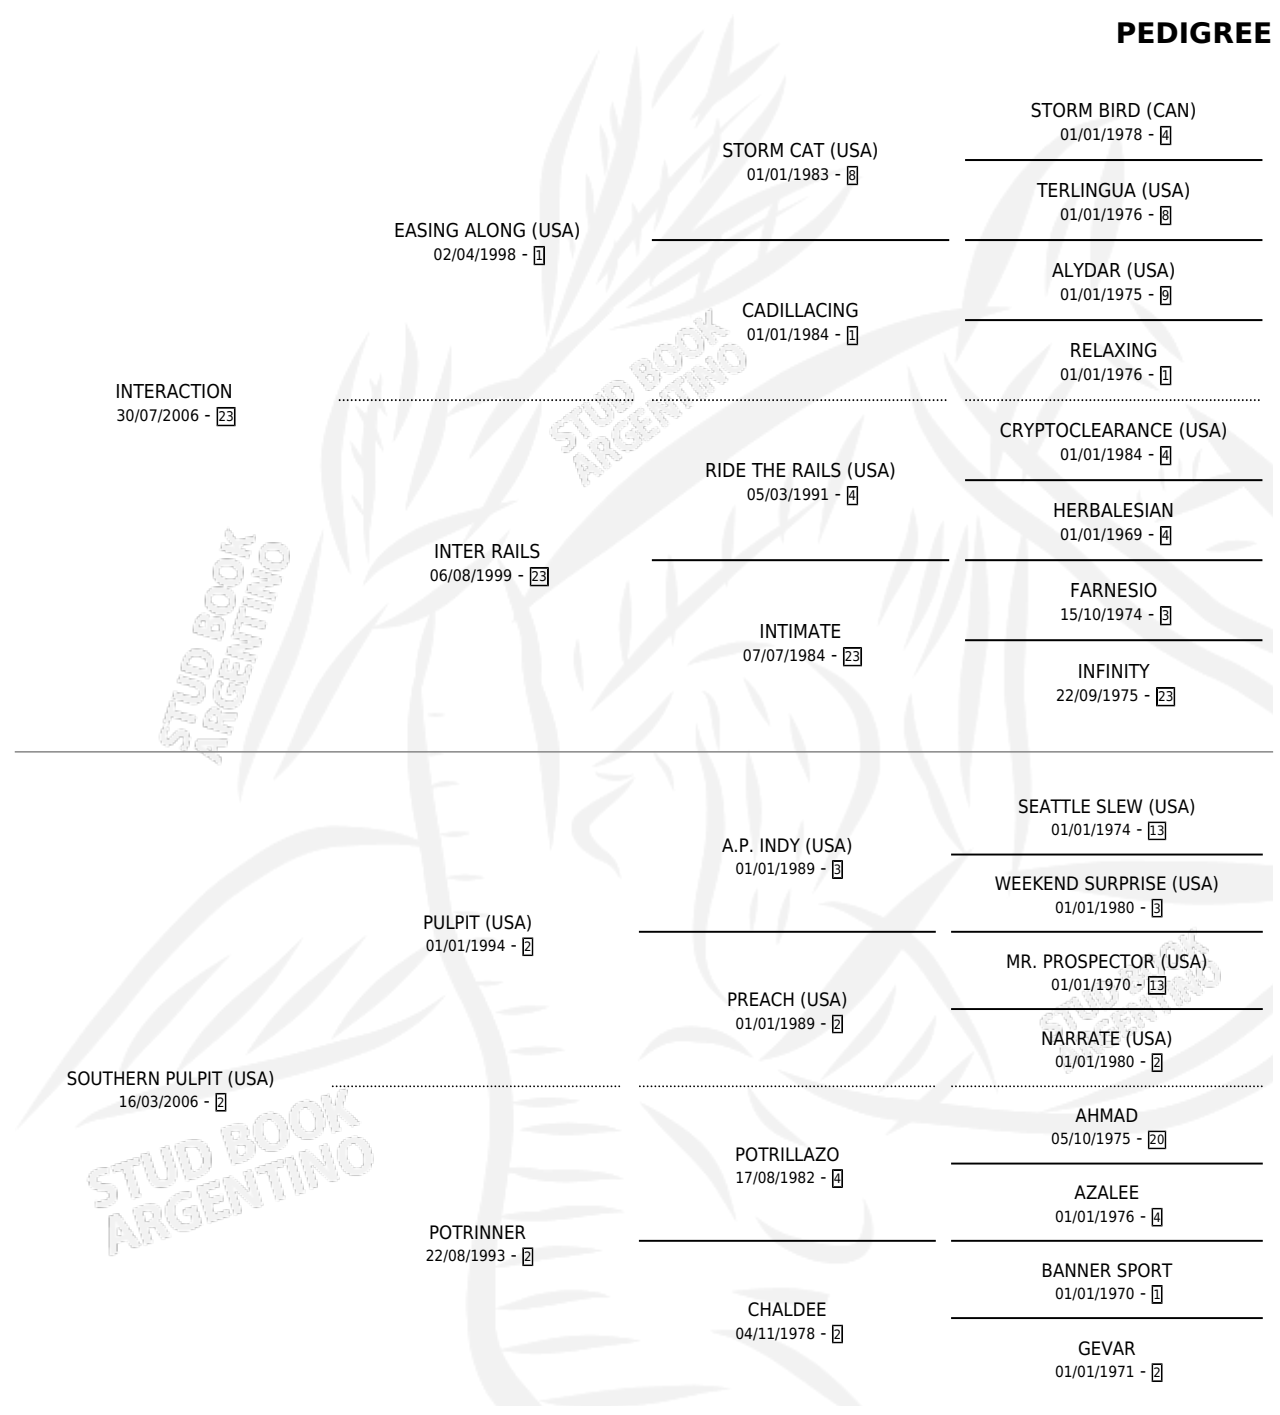 PEDIGREE
STORM BIRD (CAN)
01/01/1978 - 4
STORM CAT (USA)
01/01/1983 - 8
TERLINGUA (USA)
01/01/1976 - 8
EASING ALONG (USA)
02/04/1998 - 1
ALYDAR (USA)
01/01/1975 - 9
CADILLACING
01/01/1984 - 1
RELAXING
01/01/1976 - 1
INTERACTION
30/07/2006 - 23
CRYPTOCLEARANCE (USA)
01/01/1984 - 4
RIDE THE RAILS (USA)
05/03/1991 - 4
HERBALESIAN
01/01/1969 - 4
INTER RAILS
06/08/1999 - 23
FARNESIO
15/10/1974 - 3
INTIMATE
07/07/1984 - 23
INFINITY
22/09/1975 - 23
SEATTLE SLEW (USA)
01/01/1974 - 13
A.P. INDY (USA)
01/01/1989 - 3
WEEKEND SURPRISE (USA)
01/01/1980 - 3
PULPIT (USA)
01/01/1994 - 2
MR. PROSPECTOR (USA)
01/01/1970 - 13
PREACH (USA)
01/01/1989 - 2
NARRATE (USA)
01/01/1980 - 2
SOUTHERN PULPIT (USA)
16/03/2006 - 2
AHMAD
05/10/1975 - 20
POTRILLAZO
17/08/1982 - 4
AZALEE
01/01/1976 - 4
POTRINNER
22/08/1993 - 2
BANNER SPORT
01/01/1970 - 1
CHALDEE
04/11/1978 - 2
GEVAR
01/01/1971 - 2
STUD BOOK
ARGENTINO
STUD BOOK
ARGENTINO
STUD BOOK
ARGENTINO
STUD BOOK
ARGENTINO